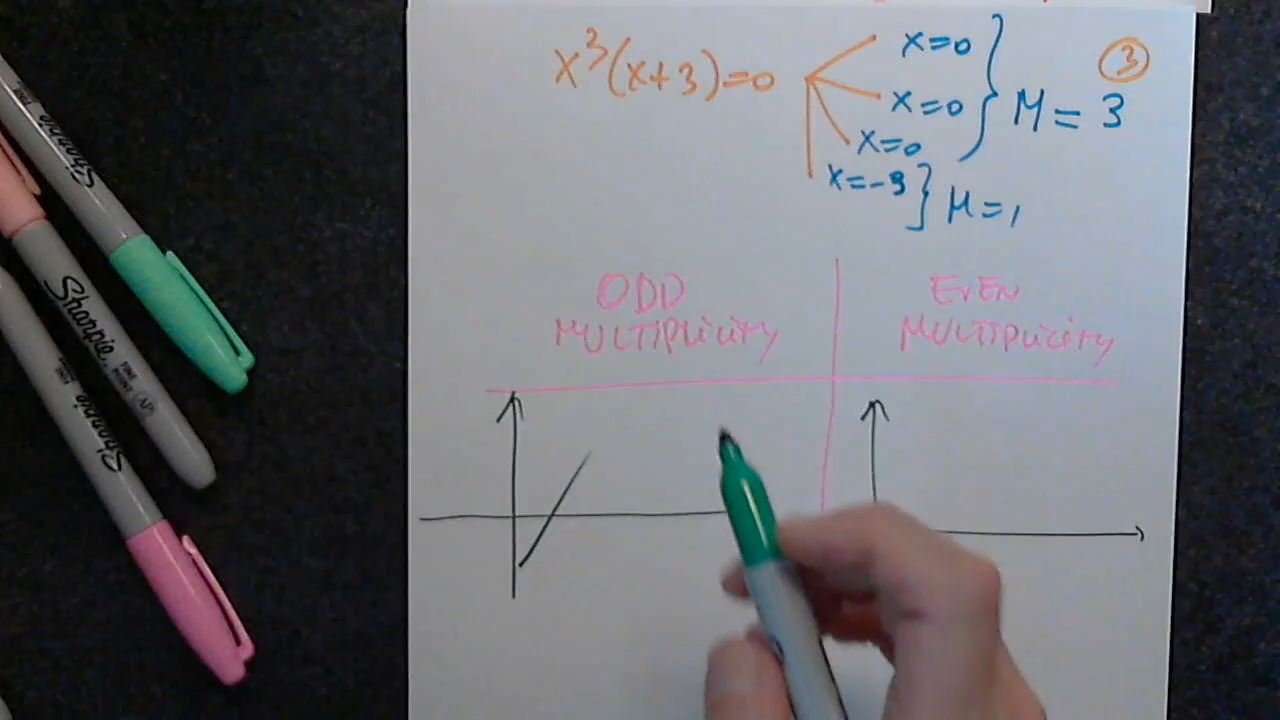 x³(x+3)=0
x=0
x=0
x=0
x=-3
M = 3
M = 1
3
ODD
MULTIPLICITY
EVEN
MULTIPLICITY
Sharpie
Sharpie
Sharpie